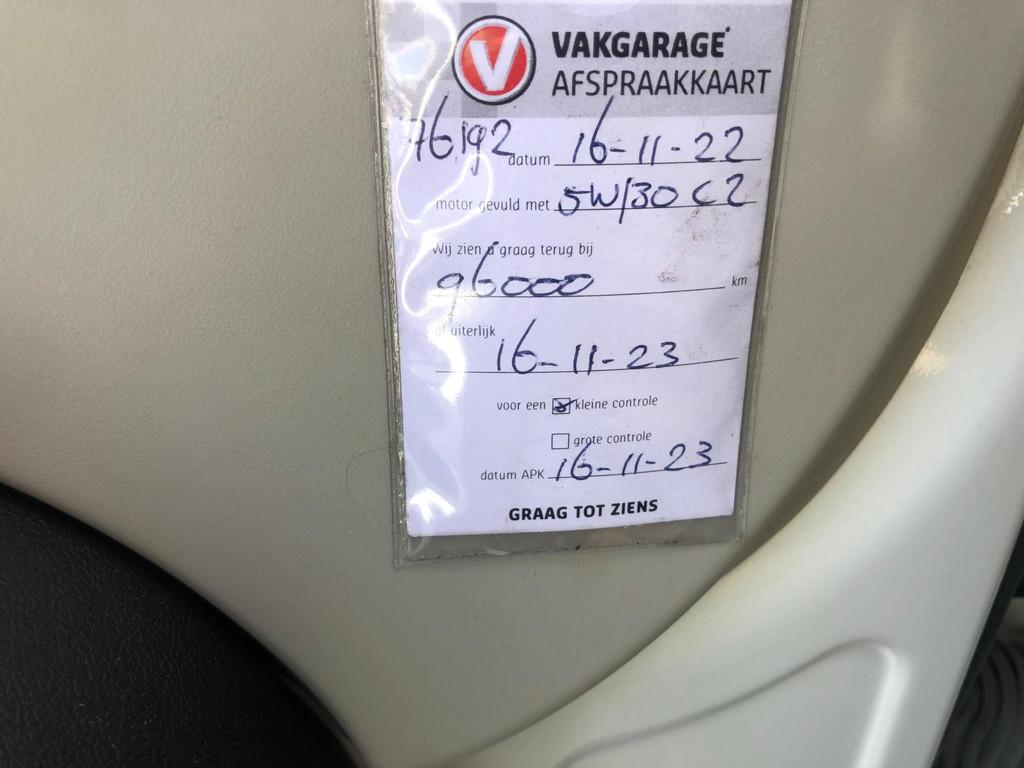 VAKGARAGE
AFSPRAAKKAART
76.192 datum 16-11-22
motor gevuld met 5W/30 C2
Wij zien u graag terug bij
96000 km
of uiterlijk
16-11-23
voor een kleine controle
grote controle
datum APK 16-11-23
GRAAG TOT ZIENS